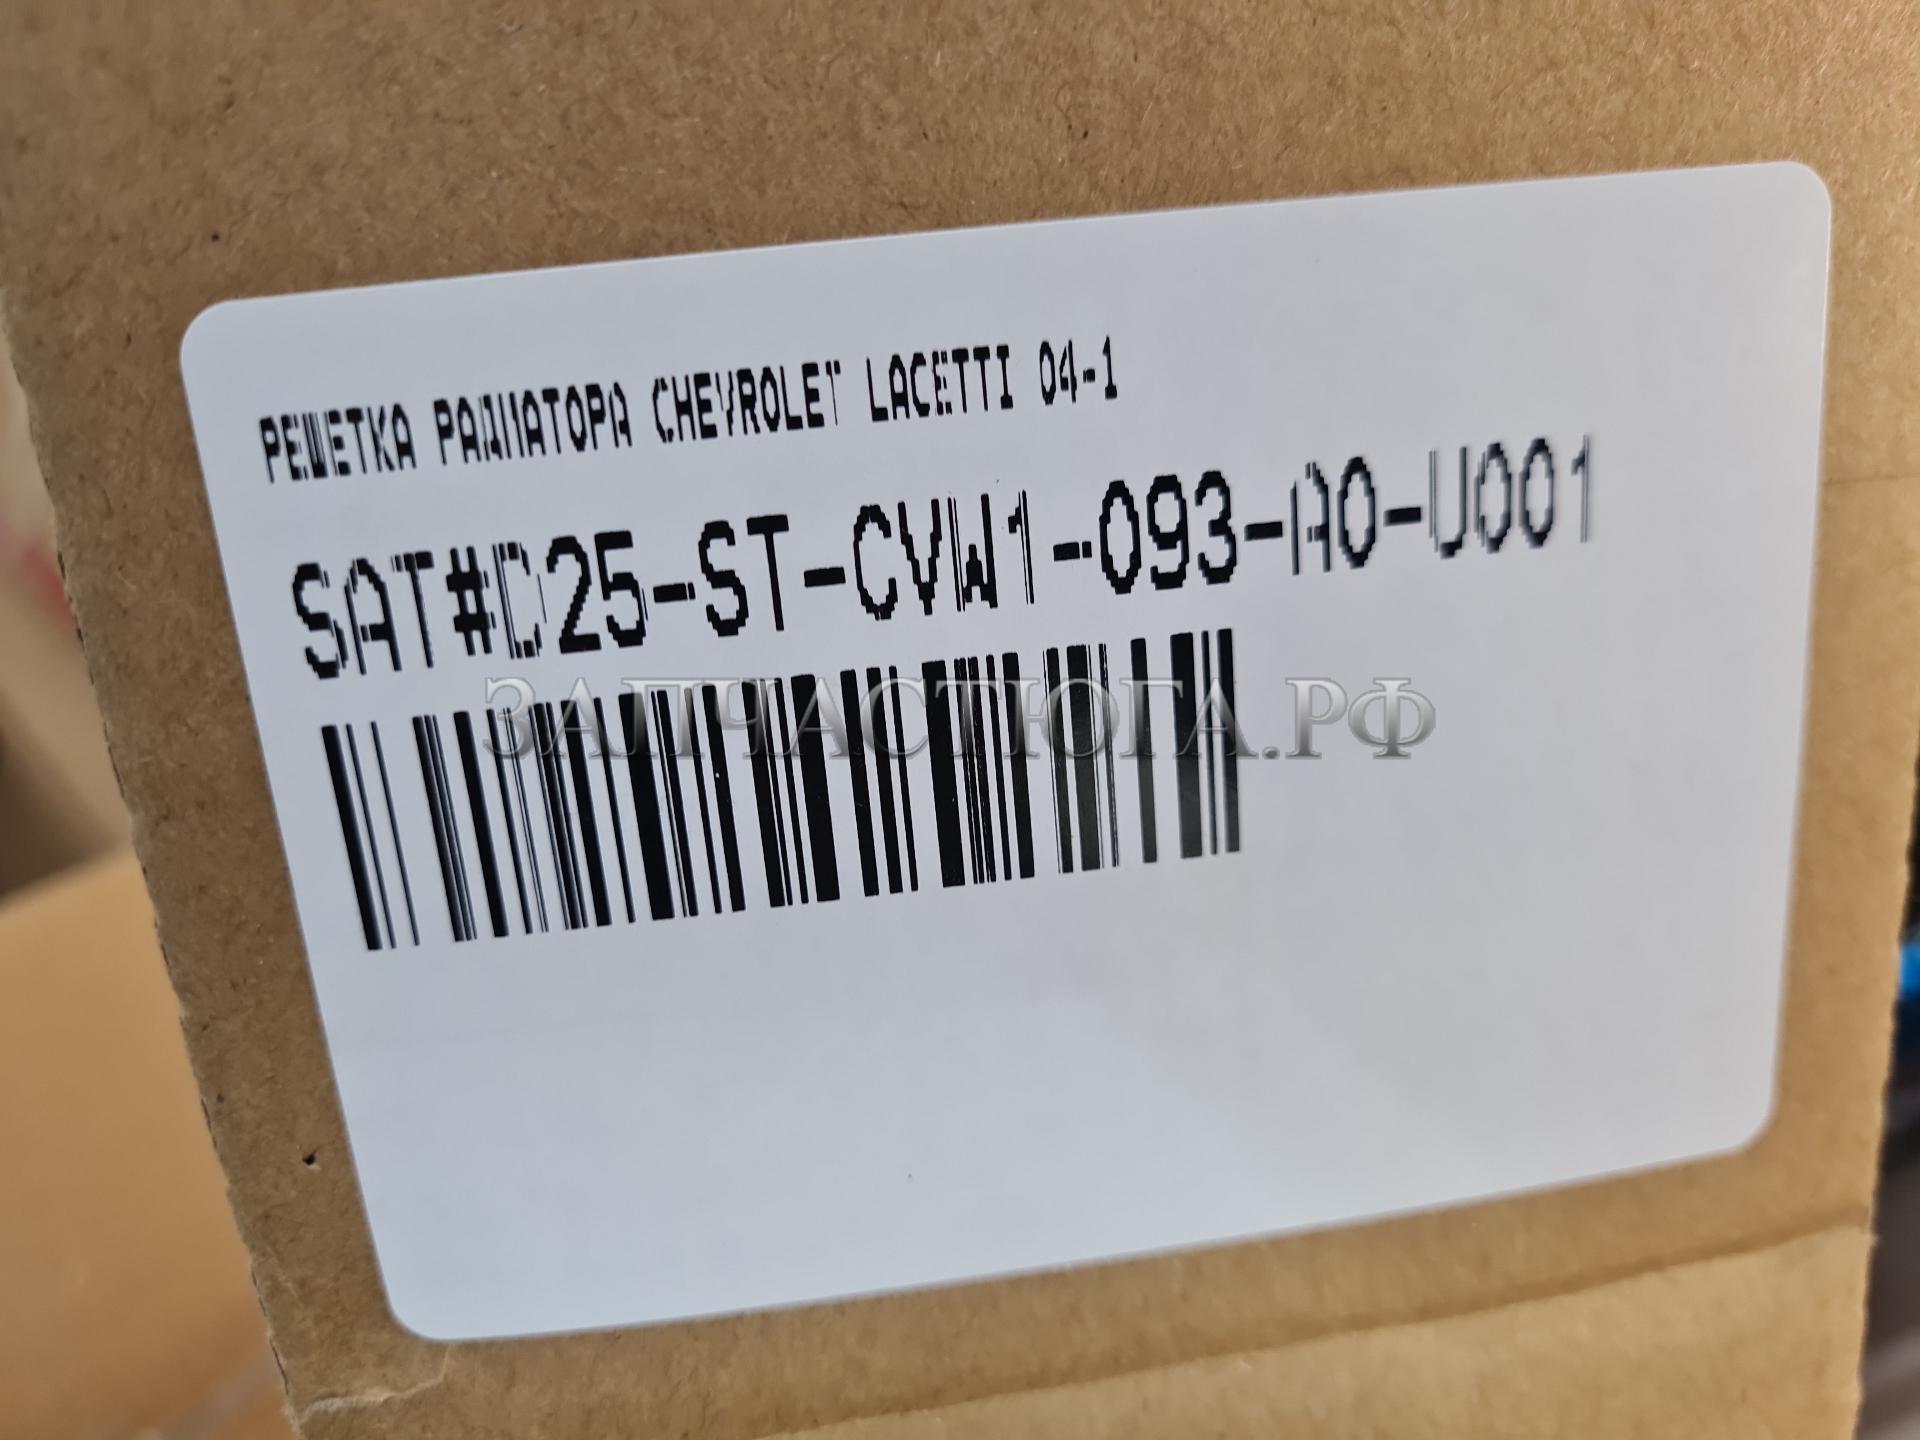 РЕШЕТКА РАДИАТОРА CHEVROLET LACETTI 04-1
SAT#D25-ST-CVW1-093-A0-U001
ЗАПЧАСТЮГА.РФ